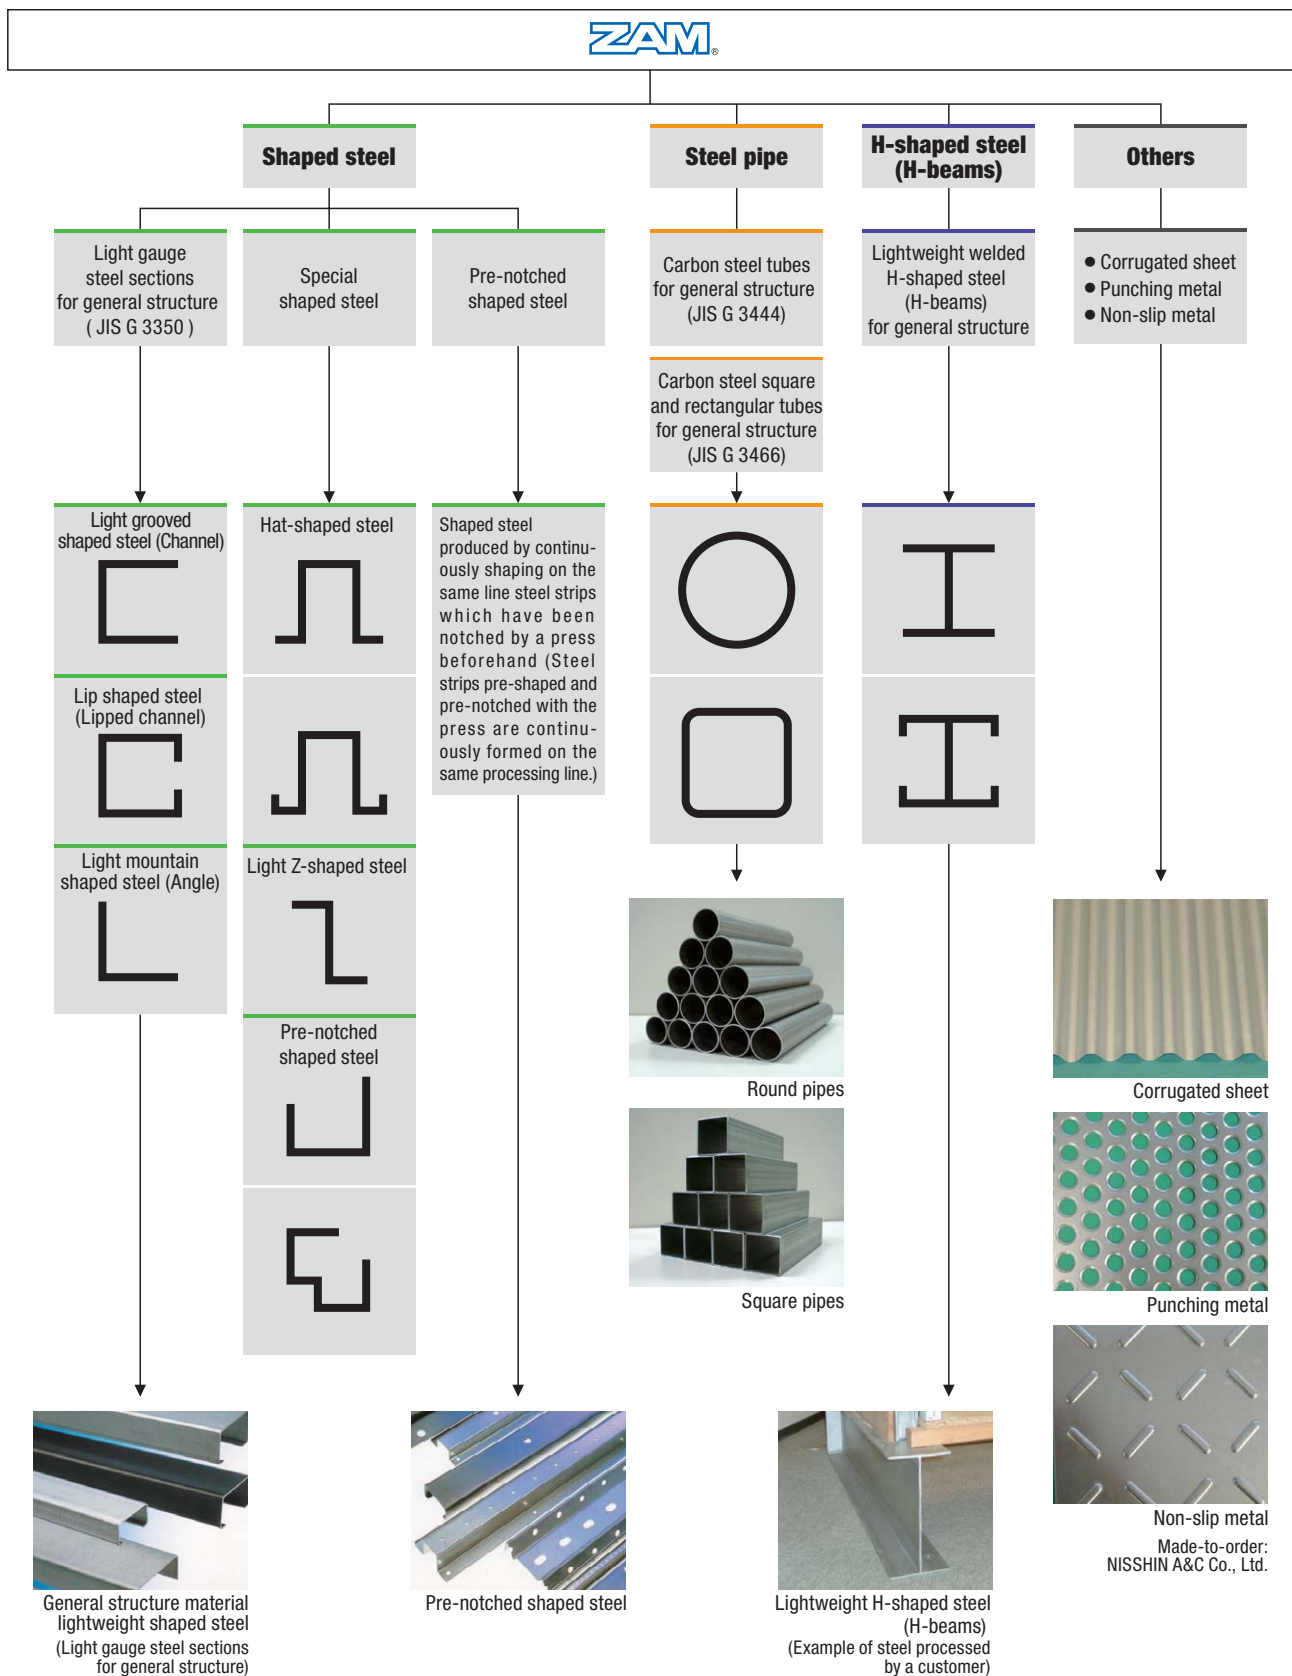 ZAM®
Shaped steel
Steel pipe
H-shaped steel
(H-beams)
Others
Light gauge
steel sections
for general structure
( JIS G 3350 )
Special
shaped steel
Pre-notched
shaped steel
Carbon steel tubes
for general structure
(JIS G 3444)
Carbon steel square
and rectangular tubes
for general structure
(JIS G 3466)
Lightweight welded
H-shaped steel
(H-beams)
for general structure
● Corrugated sheet
● Punching metal
● Non-slip metal
Light grooved
shaped steel (Channel)
Lip shaped steel
(Lipped channel)
Light mountain
shaped steel (Angle)
Hat-shaped steel
Light Z-shaped steel
Pre-notched
shaped steel
Shaped steel
produced by continu-
ously shaping on the
same line steel strips
which have been
notched by a press
beforehand (Steel
strips pre-shaped and
pre-notched with the
press are continu-
ously formed on the
same processing line.)
Round pipes
Square pipes
Corrugated sheet
Punching metal
Non-slip metal
Made-to-order:
NISSHIN A&C Co., Ltd.
General structure material
lightweight shaped steel
(Light gauge steel sections
for general structure)
Pre-notched shaped steel
Lightweight H-shaped steel
(H-beams)
(Example of steel processed
by a customer)